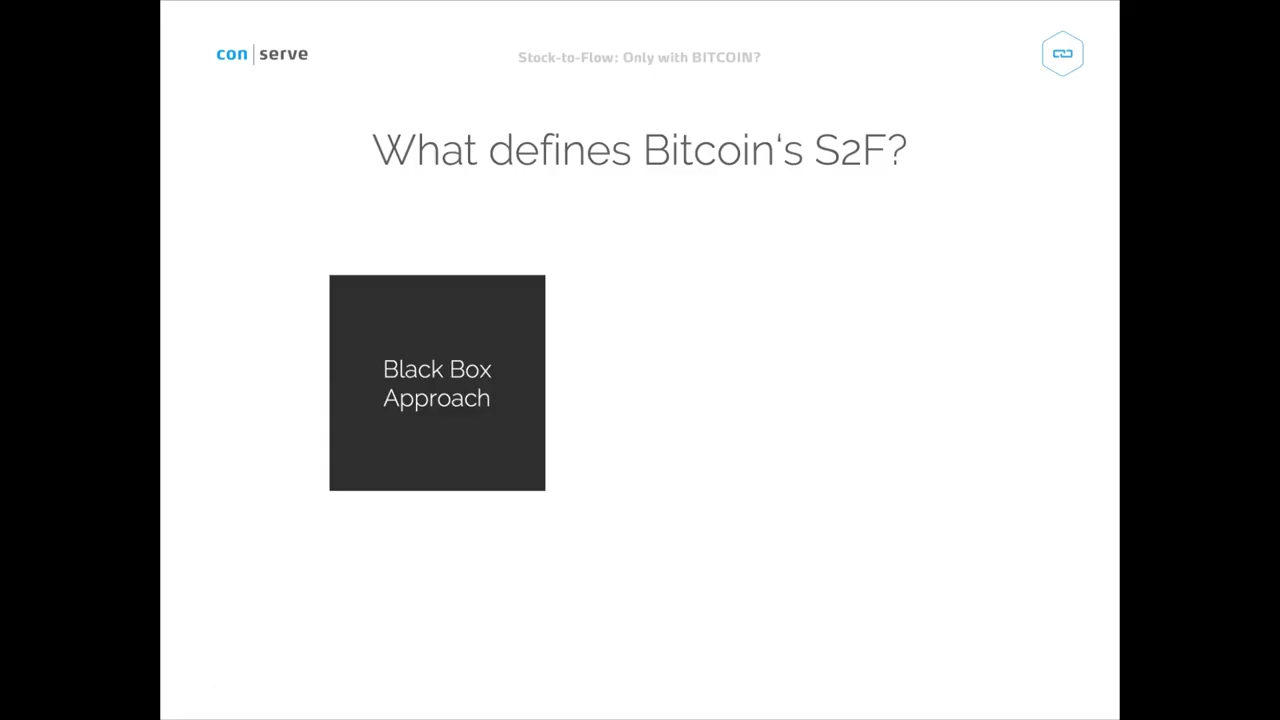 con|serve
Stock-to-Flow: Only with BITCOIN?
What defines Bitcoin‘s S2F?
Black Box
Approach